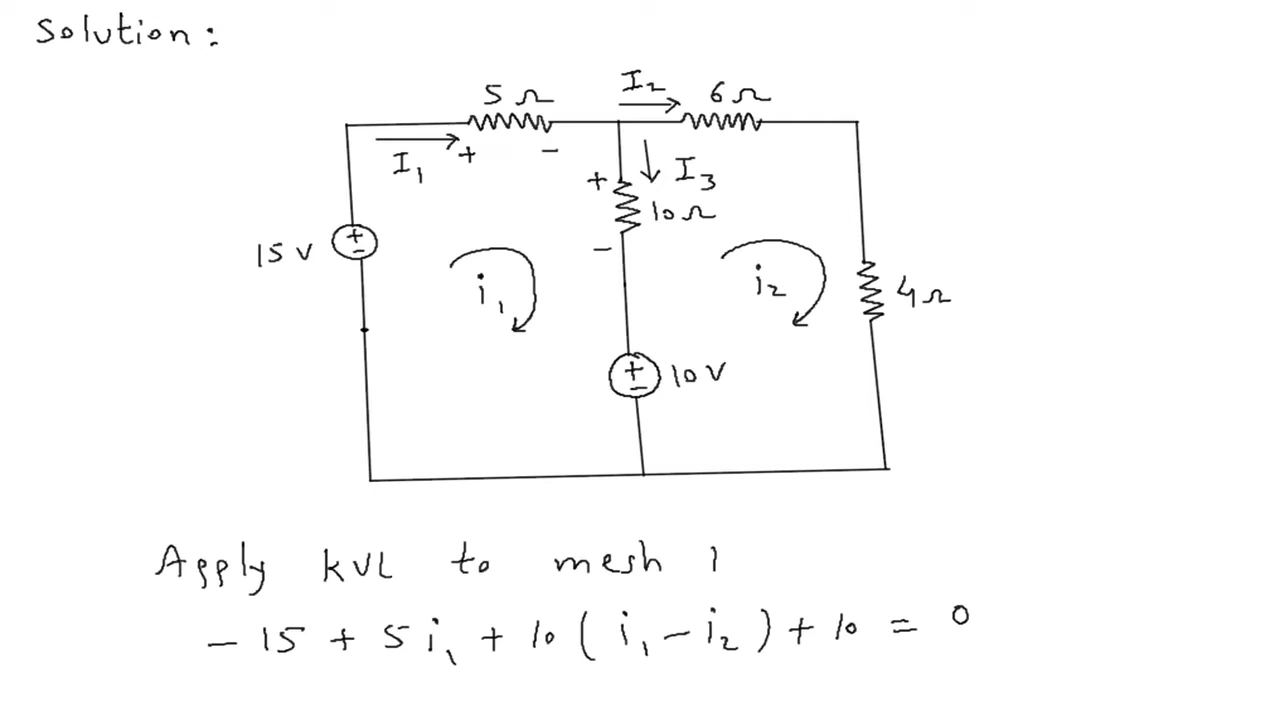 Solution:
5 Ω
I2
6 Ω
I1
+
-
I3
+
10 Ω
-
15 V
+
-
i1
i2
4 Ω
+
-
10 V
Apply KVL to mesh 1
- 15 + 5 i1 + 10 ( i1 - i2 ) + 10 = 0